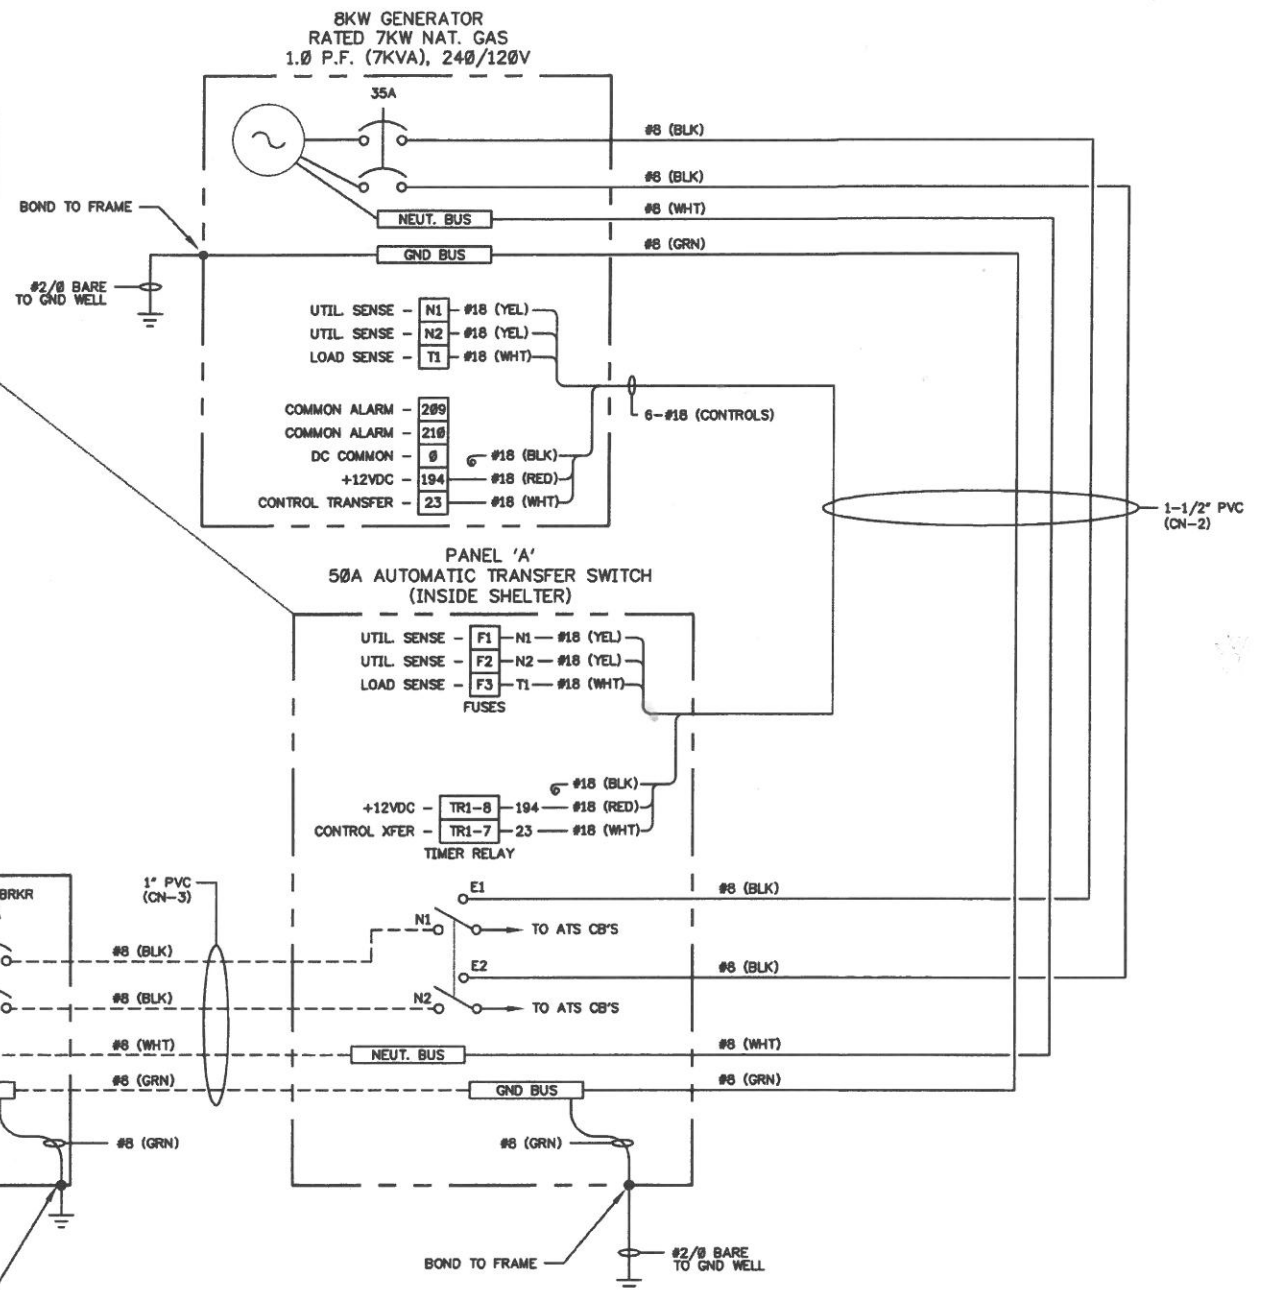 8KW GENERATOR
RATED 7KW NAT. GAS
1.0 P.F. (7KVA), 240/120V
35A
#8 (BLK)
#8 (BLK)
BOND TO FRAME
NEUT. BUS
#8 (WHT)
GND BUS
#8 (GRN)
#2/0 BARE
TO GND WELL
UTIL. SENSE - N1 #18 (YEL)
UTIL. SENSE - N2 #18 (YEL)
LOAD SENSE - T1 #18 (WHT)
COMMON ALARM - 209
6-#18 (CONTROLS)
COMMON ALARM - 210
DC COMMON - 0 #18 (BLK)
+12VDC - 194 #18 (RED)
CONTROL TRANSFER - 23 #18 (WHT)
1-1/2" PVC
(CN-2)
PANEL 'A'
50A AUTOMATIC TRANSFER SWITCH
(INSIDE SHELTER)
UTIL. SENSE - F1 N1 #18 (YEL)
UTIL. SENSE - F2 N2 #18 (YEL)
LOAD SENSE - F3 T1 #18 (WHT)
FUSES
#18 (BLK)
+12VDC - TR1-8 194 #18 (RED)
CONTROL XFER - TR1-7 23 #18 (WHT)
TIMER RELAY
1" PVC
(CN-3)
BRKR
E1
#8 (BLK)
N1
TO ATS CB'S
#8 (BLK)
E2
#8 (BLK)
#8 (BLK)
N2
TO ATS CB'S
#8 (WHT)
NEUT. BUS
#8 (WHT)
#8 (GRN)
GND BUS
#8 (GRN)
#8 (GRN)
#8 (GRN)
BOND TO FRAME
#2/0 BARE
TO GND WELL